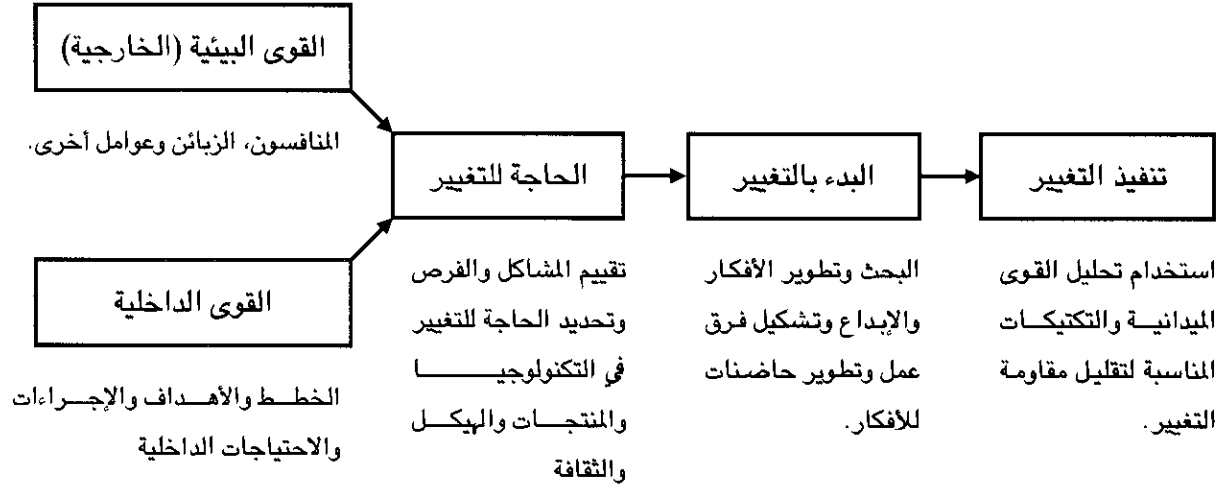 القوى البيئية (الخارجية)
المنافسون، الزبائن وعوامل أخرى.
القوى الداخلية
الخطط والأهداف والإجراءات
والاحتياجات الداخلية
الحاجة للتغيير
تقييم المشاكل والفرص
وتحديد الحاجة للتغيير
في التكنولوجيا
والمنتجات والهيكل
والثقافة
البدء بالتغيير
البحث وتطوير الأفكار
والإبداع وتشكيل فرق
عمل وتطوير حاضنات
للأفكار.
تنفيذ التغيير
استخدام تحليل القوى
الميدانية والتكتيكات
المناسبة لتقليل مقاومة
التغيير.